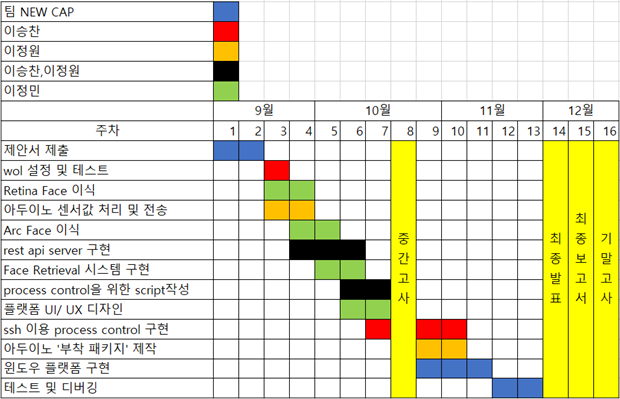 팀 NEW CAP
이승찬
이정원
이승찬,이정원
이정민
9월 10월 11월 12월
주차 1 2 3 4 5 6 7 8 9 10 11 12 13 14 15 16
제안서 제출
wol 설정 및 테스트
Retina Face 이식
아두이노 센서값 처리 및 전송
Arc Face 이식
rest api server 구현
Face Retrieval 시스템 구현
process control을 위한 script작성
플랫폼 UI/ UX 디자인
ssh 이용 process control 구현
아두이노 '부착 패키지' 제작
윈도우 플랫폼 구현
테스트 및 디버깅
중간고사
최종발표
최종보고서
기말고사